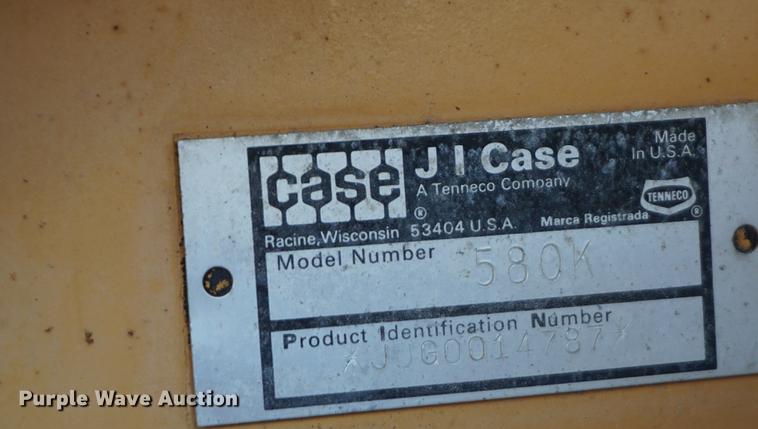 case
J I Case
A Tenneco Company
Made
In U.S.A.
TENNECO
®
®
Racine, Wisconsin 53404 U.S.A. Marca Registrada
Model Number 580K
Product Identification Number
*JJG0014787*
Purple Wave Auction